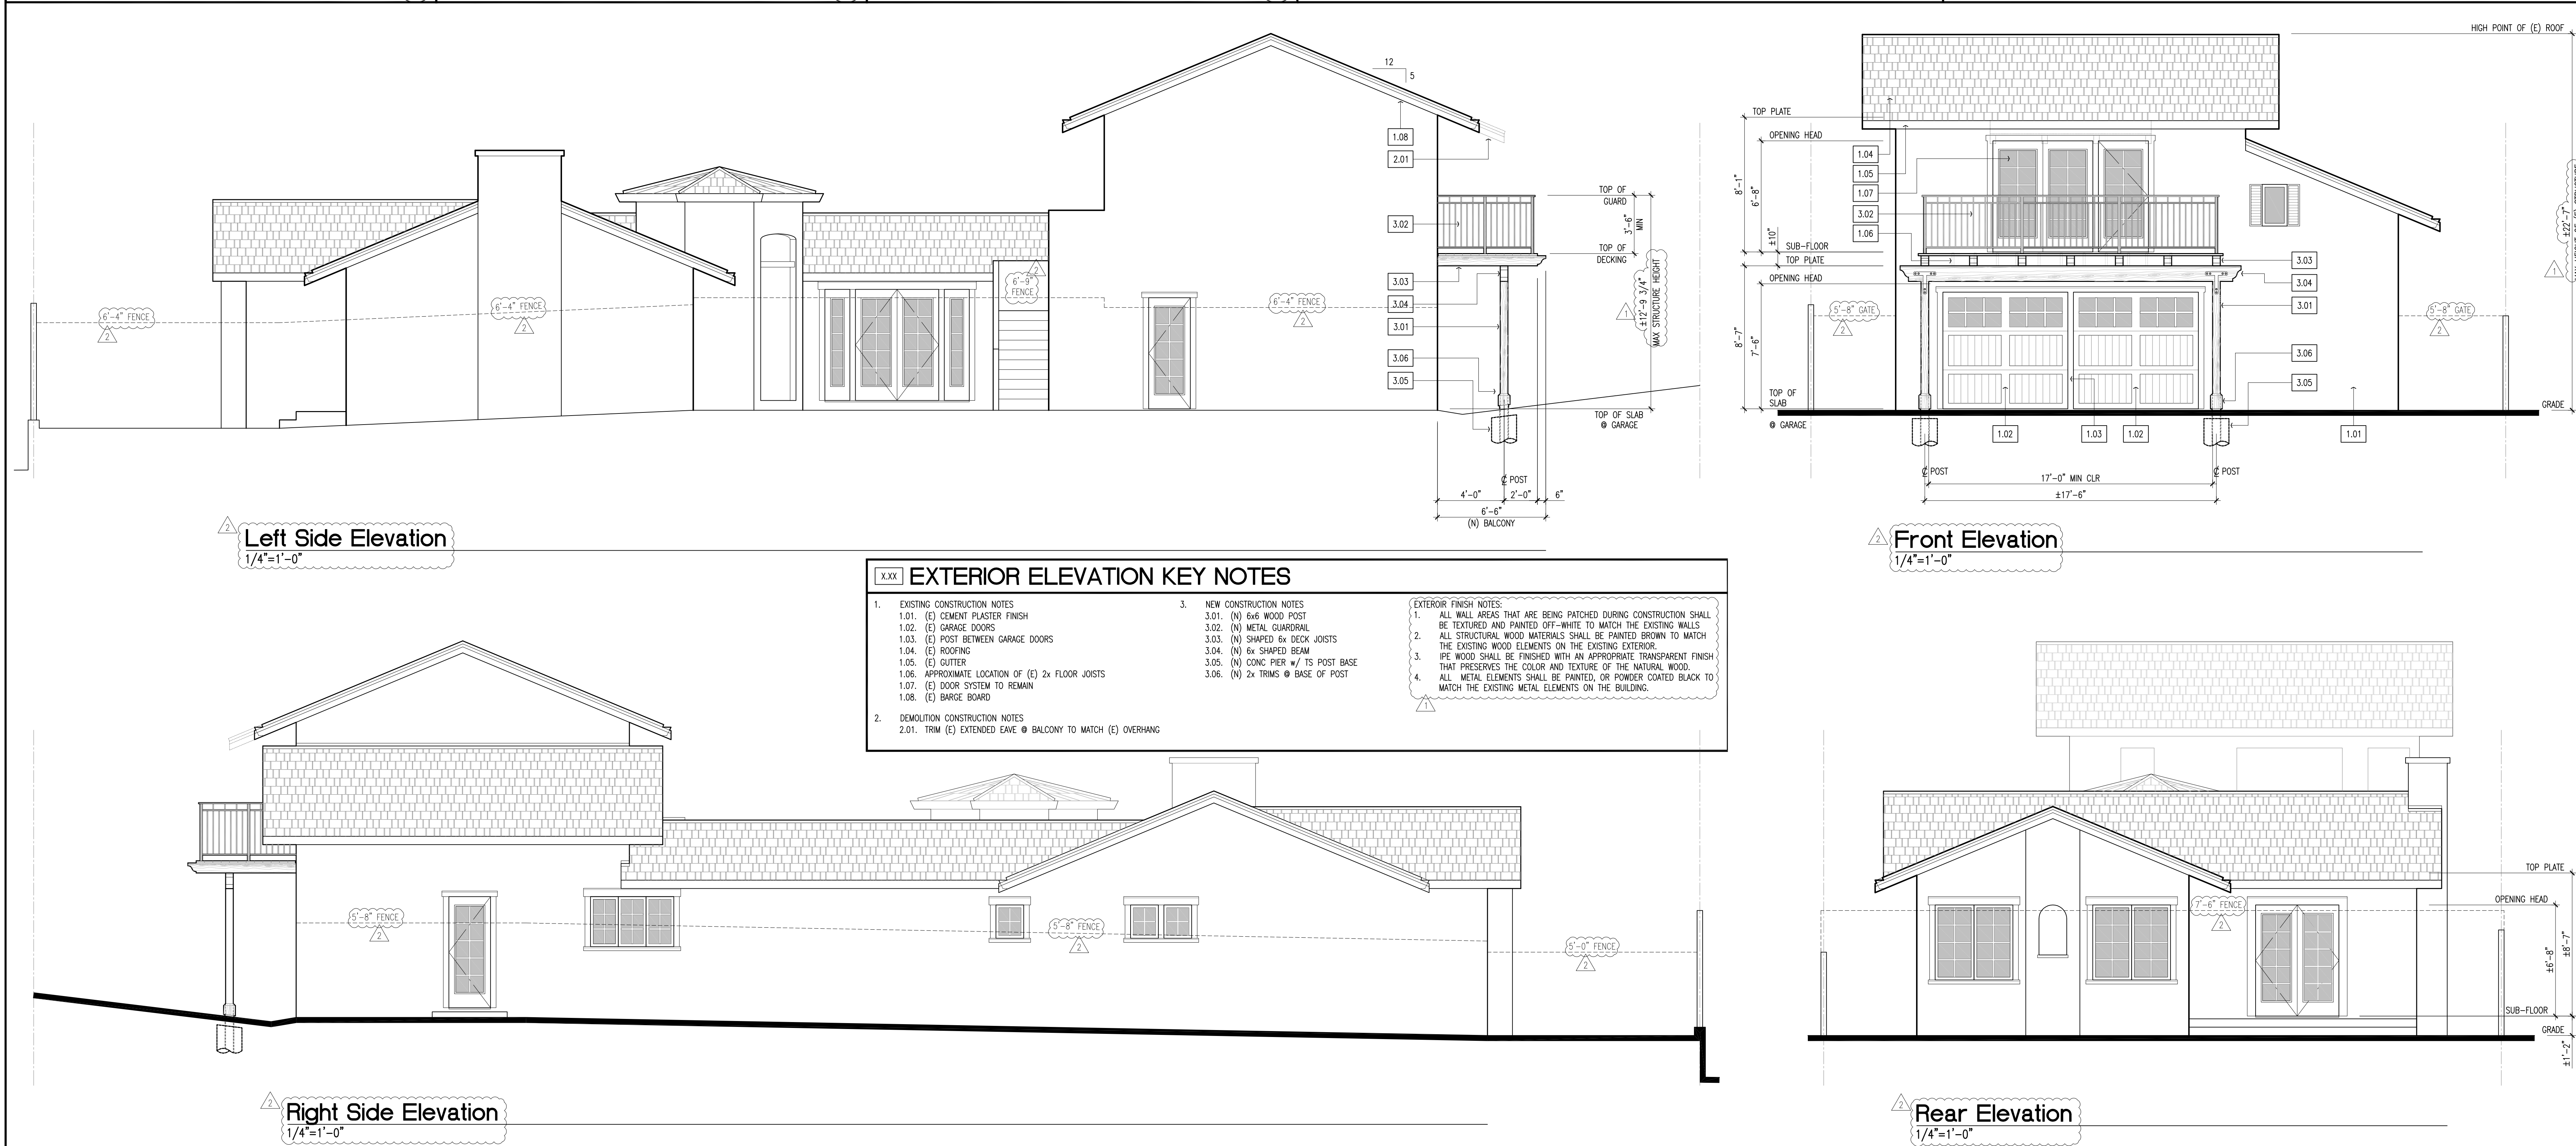 12
5
1.08
2.01
TOP OF
GUARD
3'-6"
MIN
3.02
TOP OF
DECKING
3.03
3.04
3.01
3.06
3.05
±12'-9 3/4"
MAX STRUCTURE HEIGHT
1
TOP OF SLAB
@ GARAGE
6'-4" FENCE
2
6'-4" FENCE
2
6'-9"
FENCE
2
6'-4" FENCE
2
POST
4'-0"
2'-0"
6"
6'-6"
(N) BALCONY
2
Left Side Elevation
1/4"=1'-0"
HIGH POINT OF (E) ROOF
TOP PLATE
OPENING HEAD
8'-1"
6'-8"
1.04
1.05
1.07
3.02
1.06
±10"
SUB-FLOOR
TOP PLATE
OPENING HEAD
8'-7"
7'-6"
TOP OF
SLAB
@ GARAGE
5'-8" GATE
2
3.03
3.04
3.01
3.06
3.05
5'-8" GATE
2
±22'-7"
1
GRADE
1.02
1.03
1.02
1.01
POST
POST
17'-0" MIN CLR
±17'-6"
2
Front Elevation
1/4"=1'-0"
X.XX EXTERIOR ELEVATION KEY NOTES
1. EXISTING CONSTRUCTION NOTES
1.01. (E) CEMENT PLASTER FINISH
1.02. (E) GARAGE DOORS
1.03. (E) POST BETWEEN GARAGE DOORS
1.04. (E) ROOFING
1.05. (E) GUTTER
1.06. APPROXIMATE LOCATION OF (E) 2x FLOOR JOISTS
1.07. (E) DOOR SYSTEM TO REMAIN
1.08. (E) BARGE BOARD
2. DEMOLITION CONSTRUCTION NOTES
2.01. TRIM (E) EXTENDED EAVE @ BALCONY TO MATCH (E) OVERHANG
3. NEW CONSTRUCTION NOTES
3.01. (N) 6x6 WOOD POST
3.02. (N) METAL GUARDRAIL
3.03. (N) SHAPED 6x DECK JOISTS
3.04. (N) 6x SHAPED BEAM
3.05. (N) CONC PIER w/ TS POST BASE
3.06. (N) 2x TRIMS @ BASE OF POST
EXTEROIR FINISH NOTES:
1. ALL WALL AREAS THAT ARE BEING PATCHED DURING CONSTRUCTION SHALL
BE TEXTURED AND PAINTED OFF-WHITE TO MATCH THE EXISTING WALLS
2. ALL STRUCTURAL WOOD MATERIALS SHALL BE PAINTED BROWN TO MATCH
THE EXISTING WOOD ELEMENTS ON THE EXISTING EXTERIOR.
3. IPE WOOD SHALL BE FINISHED WITH AN APPROPRIATE TRANSPARENT FINISH
THAT PRESERVES THE COLOR AND TEXTURE OF THE NATURAL WOOD.
4. ALL METAL ELEMENTS SHALL BE PAINTED, OR POWDER COATED BLACK TO
MATCH THE EXISTING METAL ELEMENTS ON THE BUILDING.
1
5'-8" FENCE
2
5'-8" FENCE
2
5'-0" FENCE
2
2
Right Side Elevation
1/4"=1'-0"
7'-6" FENCE
2
TOP PLATE
OPENING HEAD
±6'-8"
±8'-7"
SUB-FLOOR
GRADE
±1'-2"
2
Rear Elevation
1/4"=1'-0"